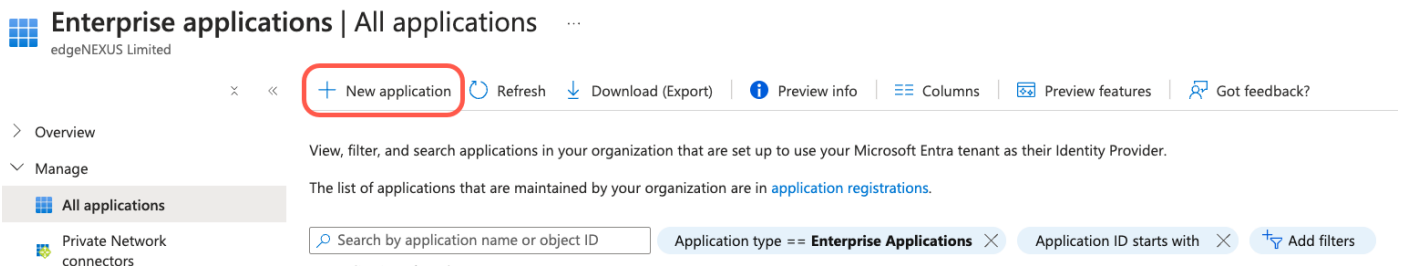 Enterprise applications | All applications ...
edgeNEXUS Limited
New application Refresh Download (Export) Preview info Columns Preview features Got feedback?
Overview
Manage
All applications
Private Network
connectors
View, filter, and search applications in your organization that are set up to use your Microsoft Entra tenant as their Identity Provider.
The list of applications that are maintained by your organization are in application registrations.
Search by application name or object ID Application type == Enterprise Applications Application ID starts with Add filters